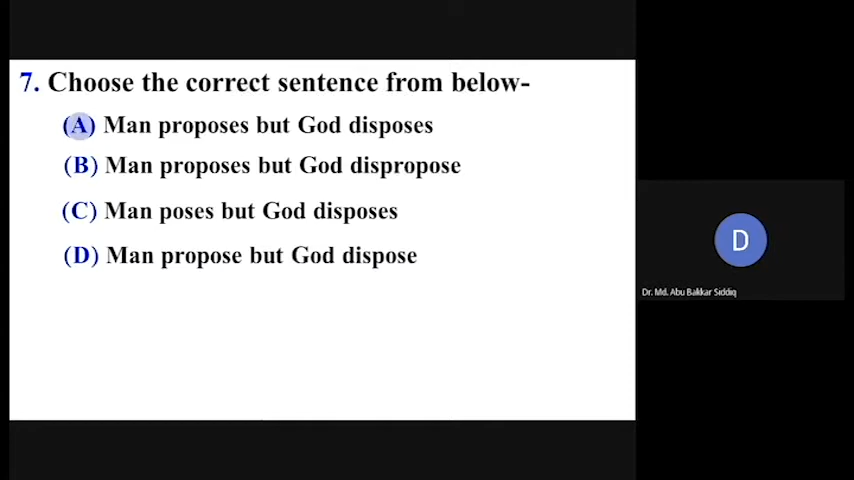 7. Choose the correct sentence from below-
(A) Man proposes but God disposes
(B) Man proposes but God dispropose
(C) Man poses but God disposes
(D) Man propose but God dispose
D
Dr. Md. Abu Bakkar Siddiq